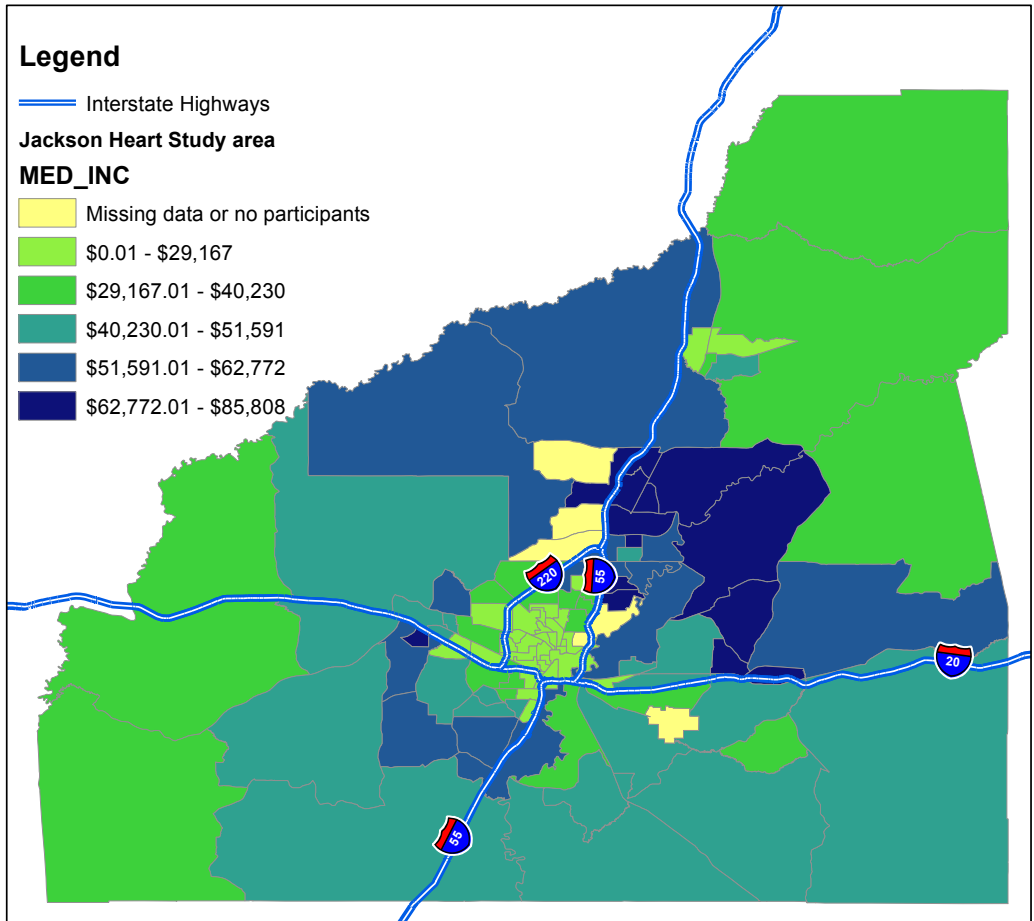 Legend
Interstate Highways
Jackson Heart Study area
MED_INC
Missing data or no participants
$0.01 - $29,167
$29,167.01 - $40,230
$40,230.01 - $51,591
$51,591.01 - $62,772
$62,772.01 - $85,808
220
55
20
55